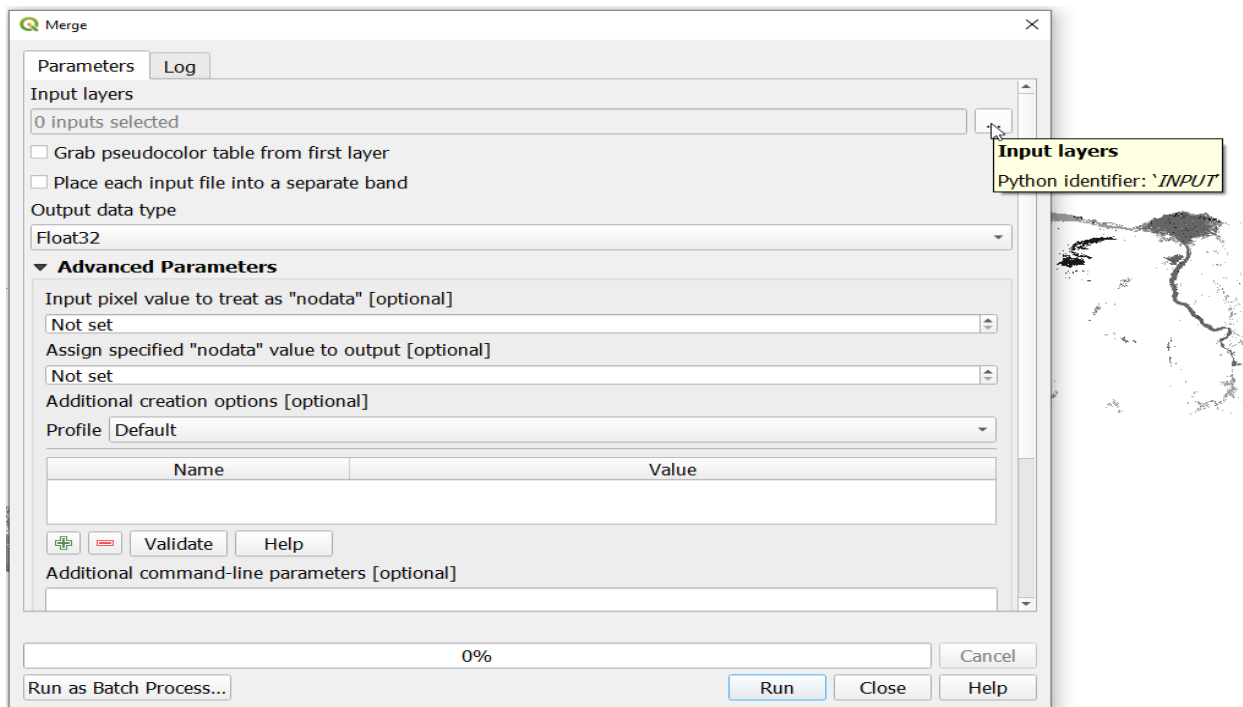 Merge
Parameters
Log
Input layers
0 inputs selected
...
Input layers
Python identifier: `INPUT'
Grab pseudocolor table from first layer
Place each input file into a separate band
Output data type
Float32
Advanced Parameters
Input pixel value to treat as "nodata" [optional]
Not set
Assign specified "nodata" value to output [optional]
Not set
Additional creation options [optional]
Profile Default
Name Value
Validate Help
Additional command-line parameters [optional]
0% Cancel
Run as Batch Process... Run Close Help